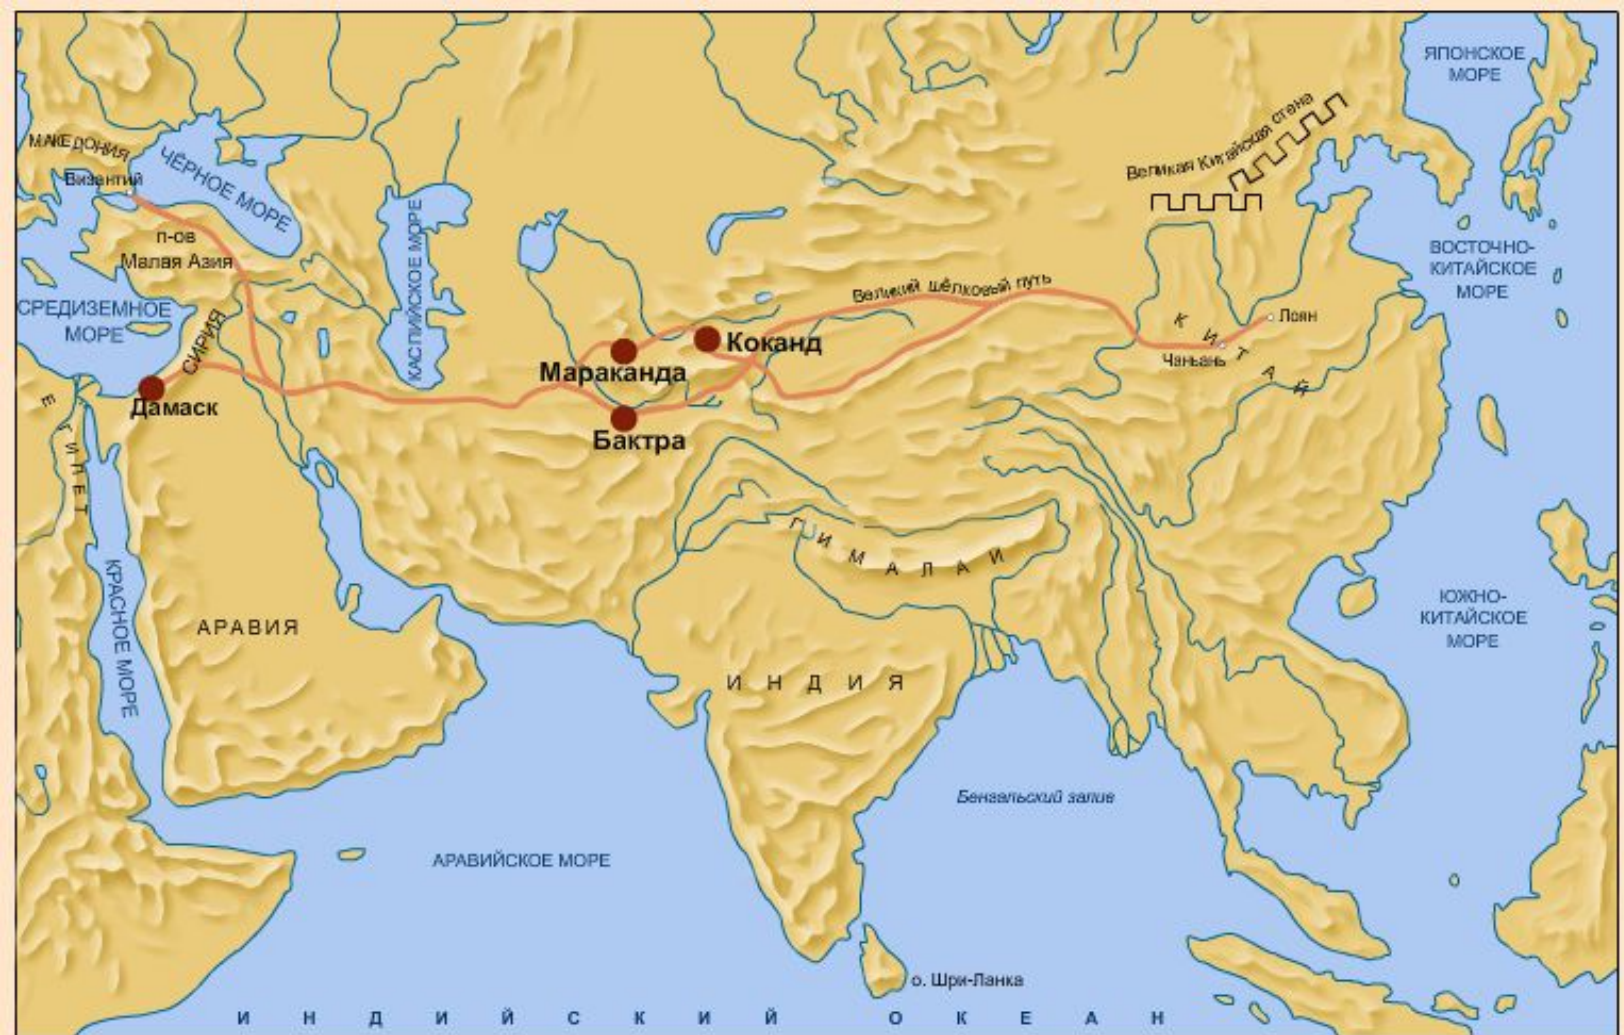 ЯПОНСКОЕ
МОРЕ
Великая Китайская стена
МАКЕДОНИЯ
ЧЁРНОЕ МОРЕ
Византий
п-ов
Малая Азия
КАСПИЙСКОЕ МОРЕ
ВОСТОЧНО-
КИТАЙСКОЕ
МОРЕ
Великий шёлковый путь
СРЕДИЗЕМНОЕ
МОРЕ
СИРИЯ
Коканд
КИТАЙ
Лоян
Чаньань
Мараканда
Дамаск
Бактра
ЕГИПЕТ
ГИМАЛАИ
КРАСНОЕ МОРЕ
АРАВИЯ
ЮЖНО-
КИТАЙСКОЕ
МОРЕ
ИНДИЯ
Бенгальский залив
АРАВИЙСКОЕ МОРЕ
о. Шри-Ланка
ИНДИЙСКИЙ ОКЕАН